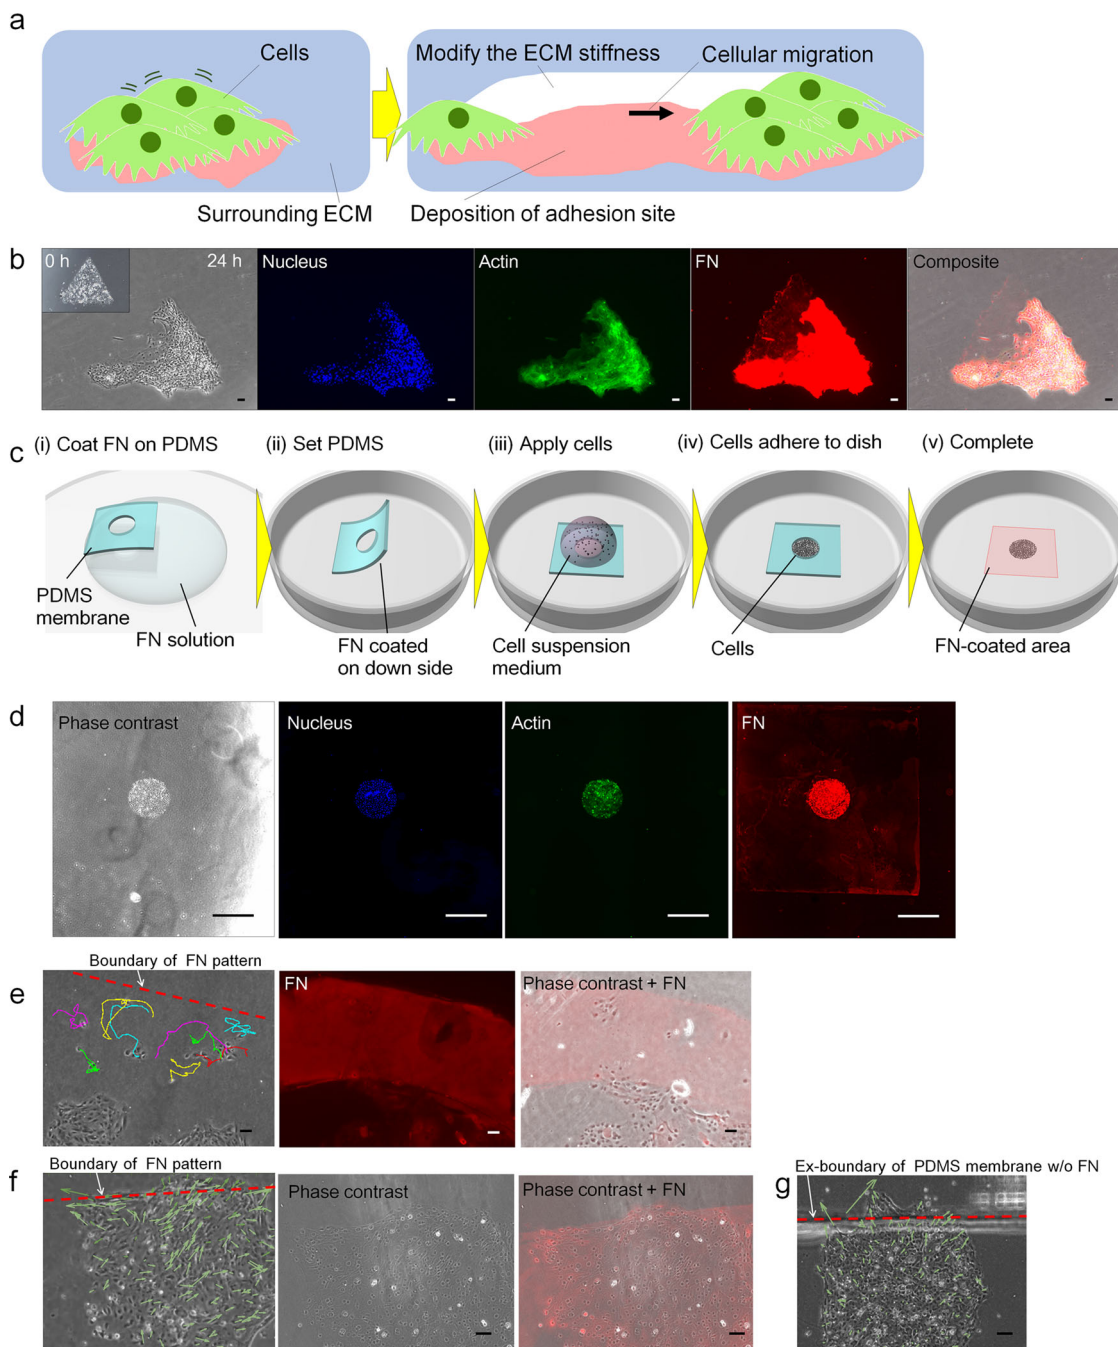 a
Cells
Modify the ECM stiffness
Cellular migration
Surrounding ECM
Deposition of adhesion site
b
0 h
24 h
Nucleus
Actin
FN
Composite
c
(i) Coat FN on PDMS
(ii) Set PDMS
(iii) Apply cells
(iv) Cells adhere to dish
(v) Complete
PDMS
membrane
FN solution
FN coated
on down side
Cell suspension
medium
Cells
FN-coated area
d
Phase contrast
Nucleus
Actin
FN
Boundary of FN pattern
e
FN
Phase contrast + FN
Boundary of FN pattern
f
Phase contrast
Phase contrast + FN
Ex-boundary of PDMS membrane w/o FN
g